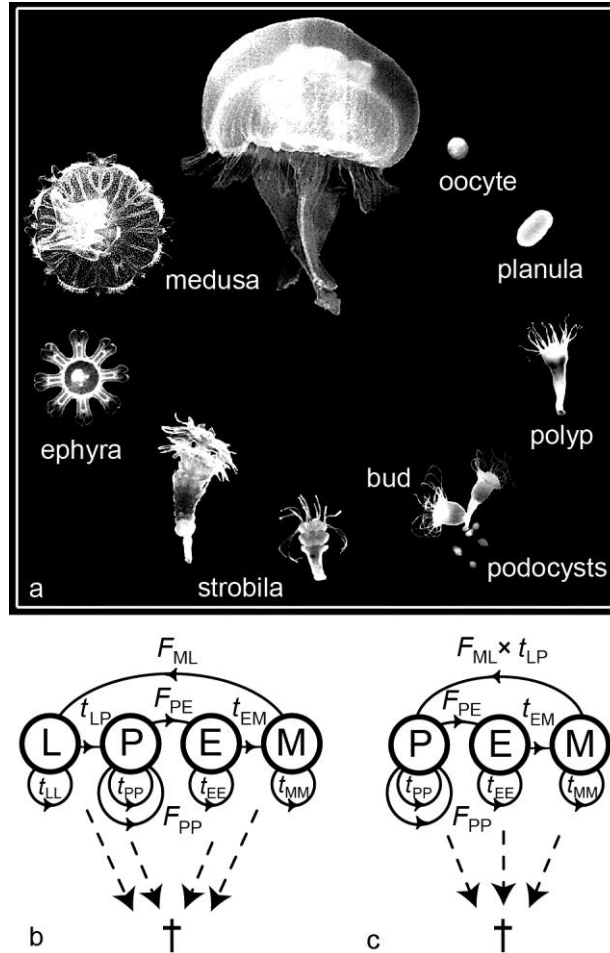 oocyte
medusa
planula
ephyra
polyp
bud
strobila
podocysts
a
F_ML
t_LP F_PE t_EM
L P E M
t_LL t_PP t_EE t_MM
F_PP
†
b
F_ML × t_LP
F_PE t_EM
P E M
t_PP t_EE t_MM
F_PP
†
c